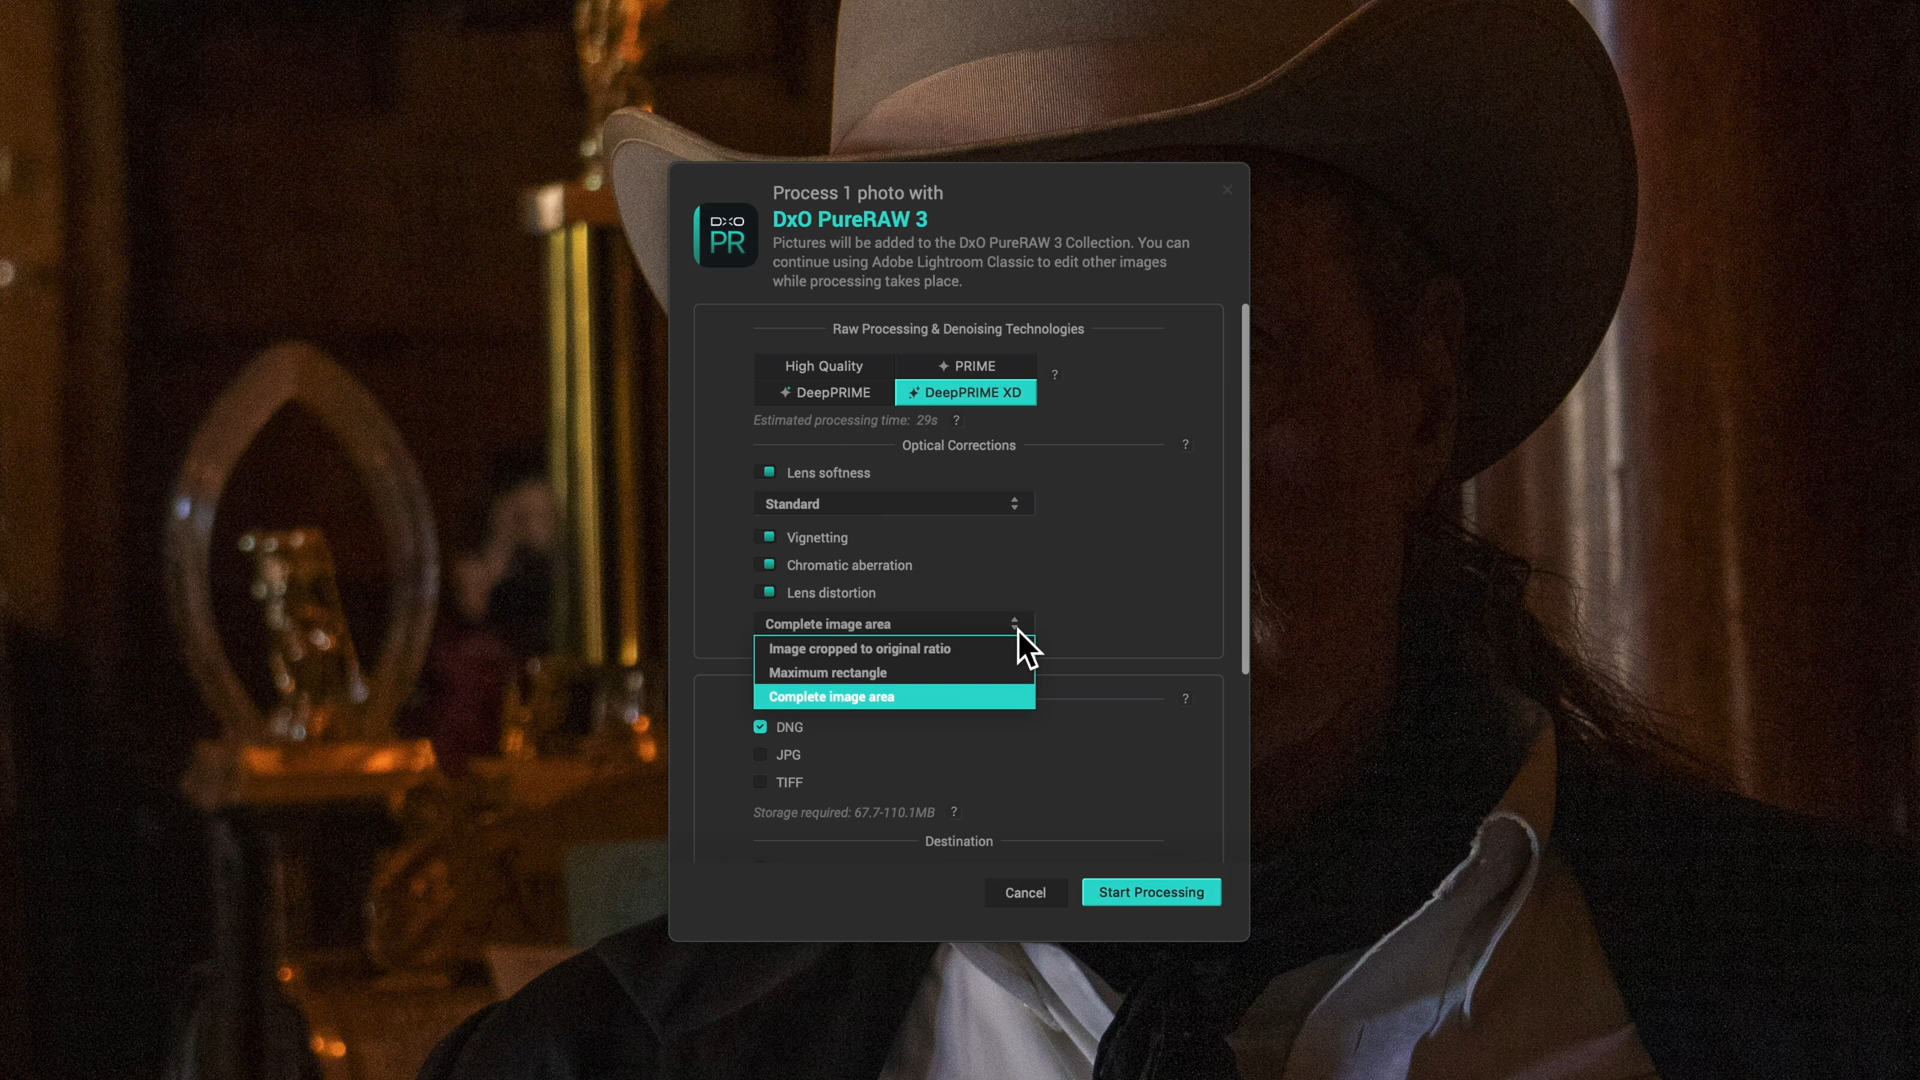 Process 1 photo with
DxO PureRAW 3
DXO
PR
Pictures will be added to the DxO PureRAW 3 Collection. You can
continue using Adobe Lightroom Classic to edit other images
while processing takes place.
Raw Processing & Denoising Technologies
High Quality
PRIME
?
DeepPRIME
DeepPRIME XD
Estimated processing time: 29s ?
Optical Corrections
?
Lens softness
Standard
Vignetting
Chromatic aberration
Lens distortion
Complete image area
Image cropped to original ratio
Maximum rectangle
Complete image area
?
DNG
JPG
TIFF
Storage required: 67.7-110.1MB ?
Destination
Cancel
Start Processing